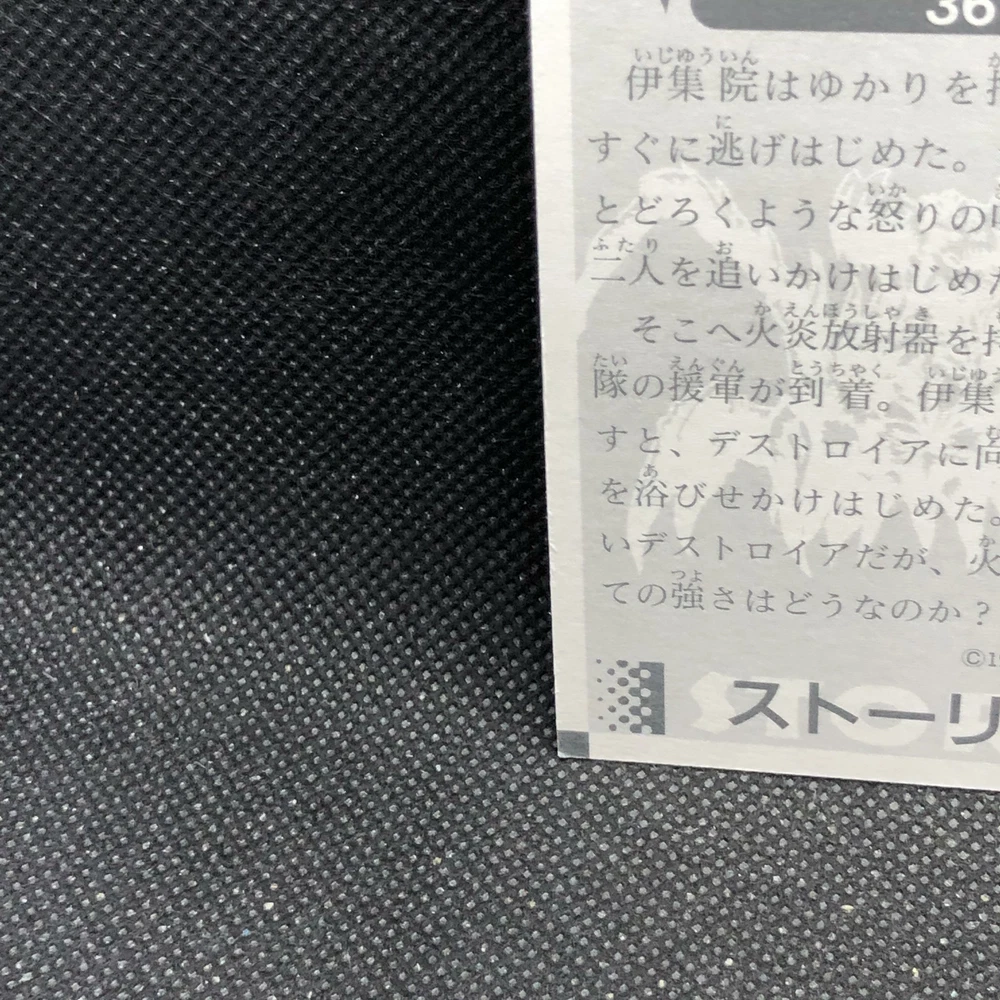 36
伊集院はゆかりを
すぐに逃げはじめた。
とどろくような怒りの
二人を追いかけはじめ
そこへ火炎放射器を
隊の援軍が到着。伊集
すと、デストロイアに向
を浴びせかけはじめた。
いデストロイアだが、火
ての強さはどうなのか?
©1
ストーリ